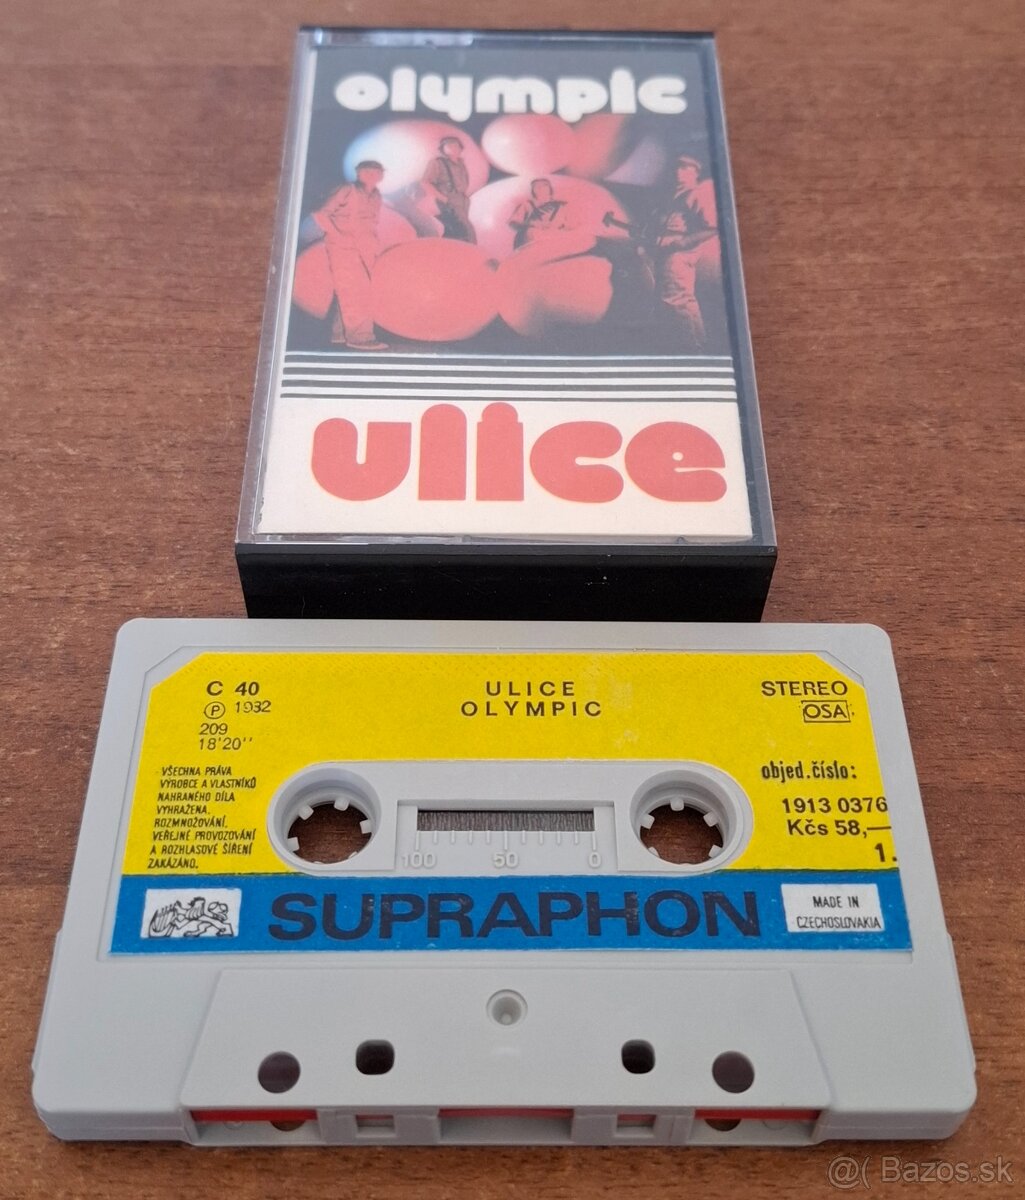 olympic
ulice
C 40
ULICE
STEREO
℗ 1982
OLYMPIC
OSA
209
18'20''
VŠECHNA PRÁVA
VÝROBCE A VLASTNÍKŮ
NAHRANÉHO DÍLA
VYHRAŽENA.
ROZMNOŽOVÁNÍ,
VEŘEJNÉ PROVOZOVÁNÍ
A ROZHLASOVÉ ŠÍŘENÍ
ZAKÁZÁNO.
objed.číslo:
1913 0376
Kčs 58,—
1.
100 50 0
SUPRAPHON
MADE IN
CZECHOSLOVAKIA
@( Bazos.sk